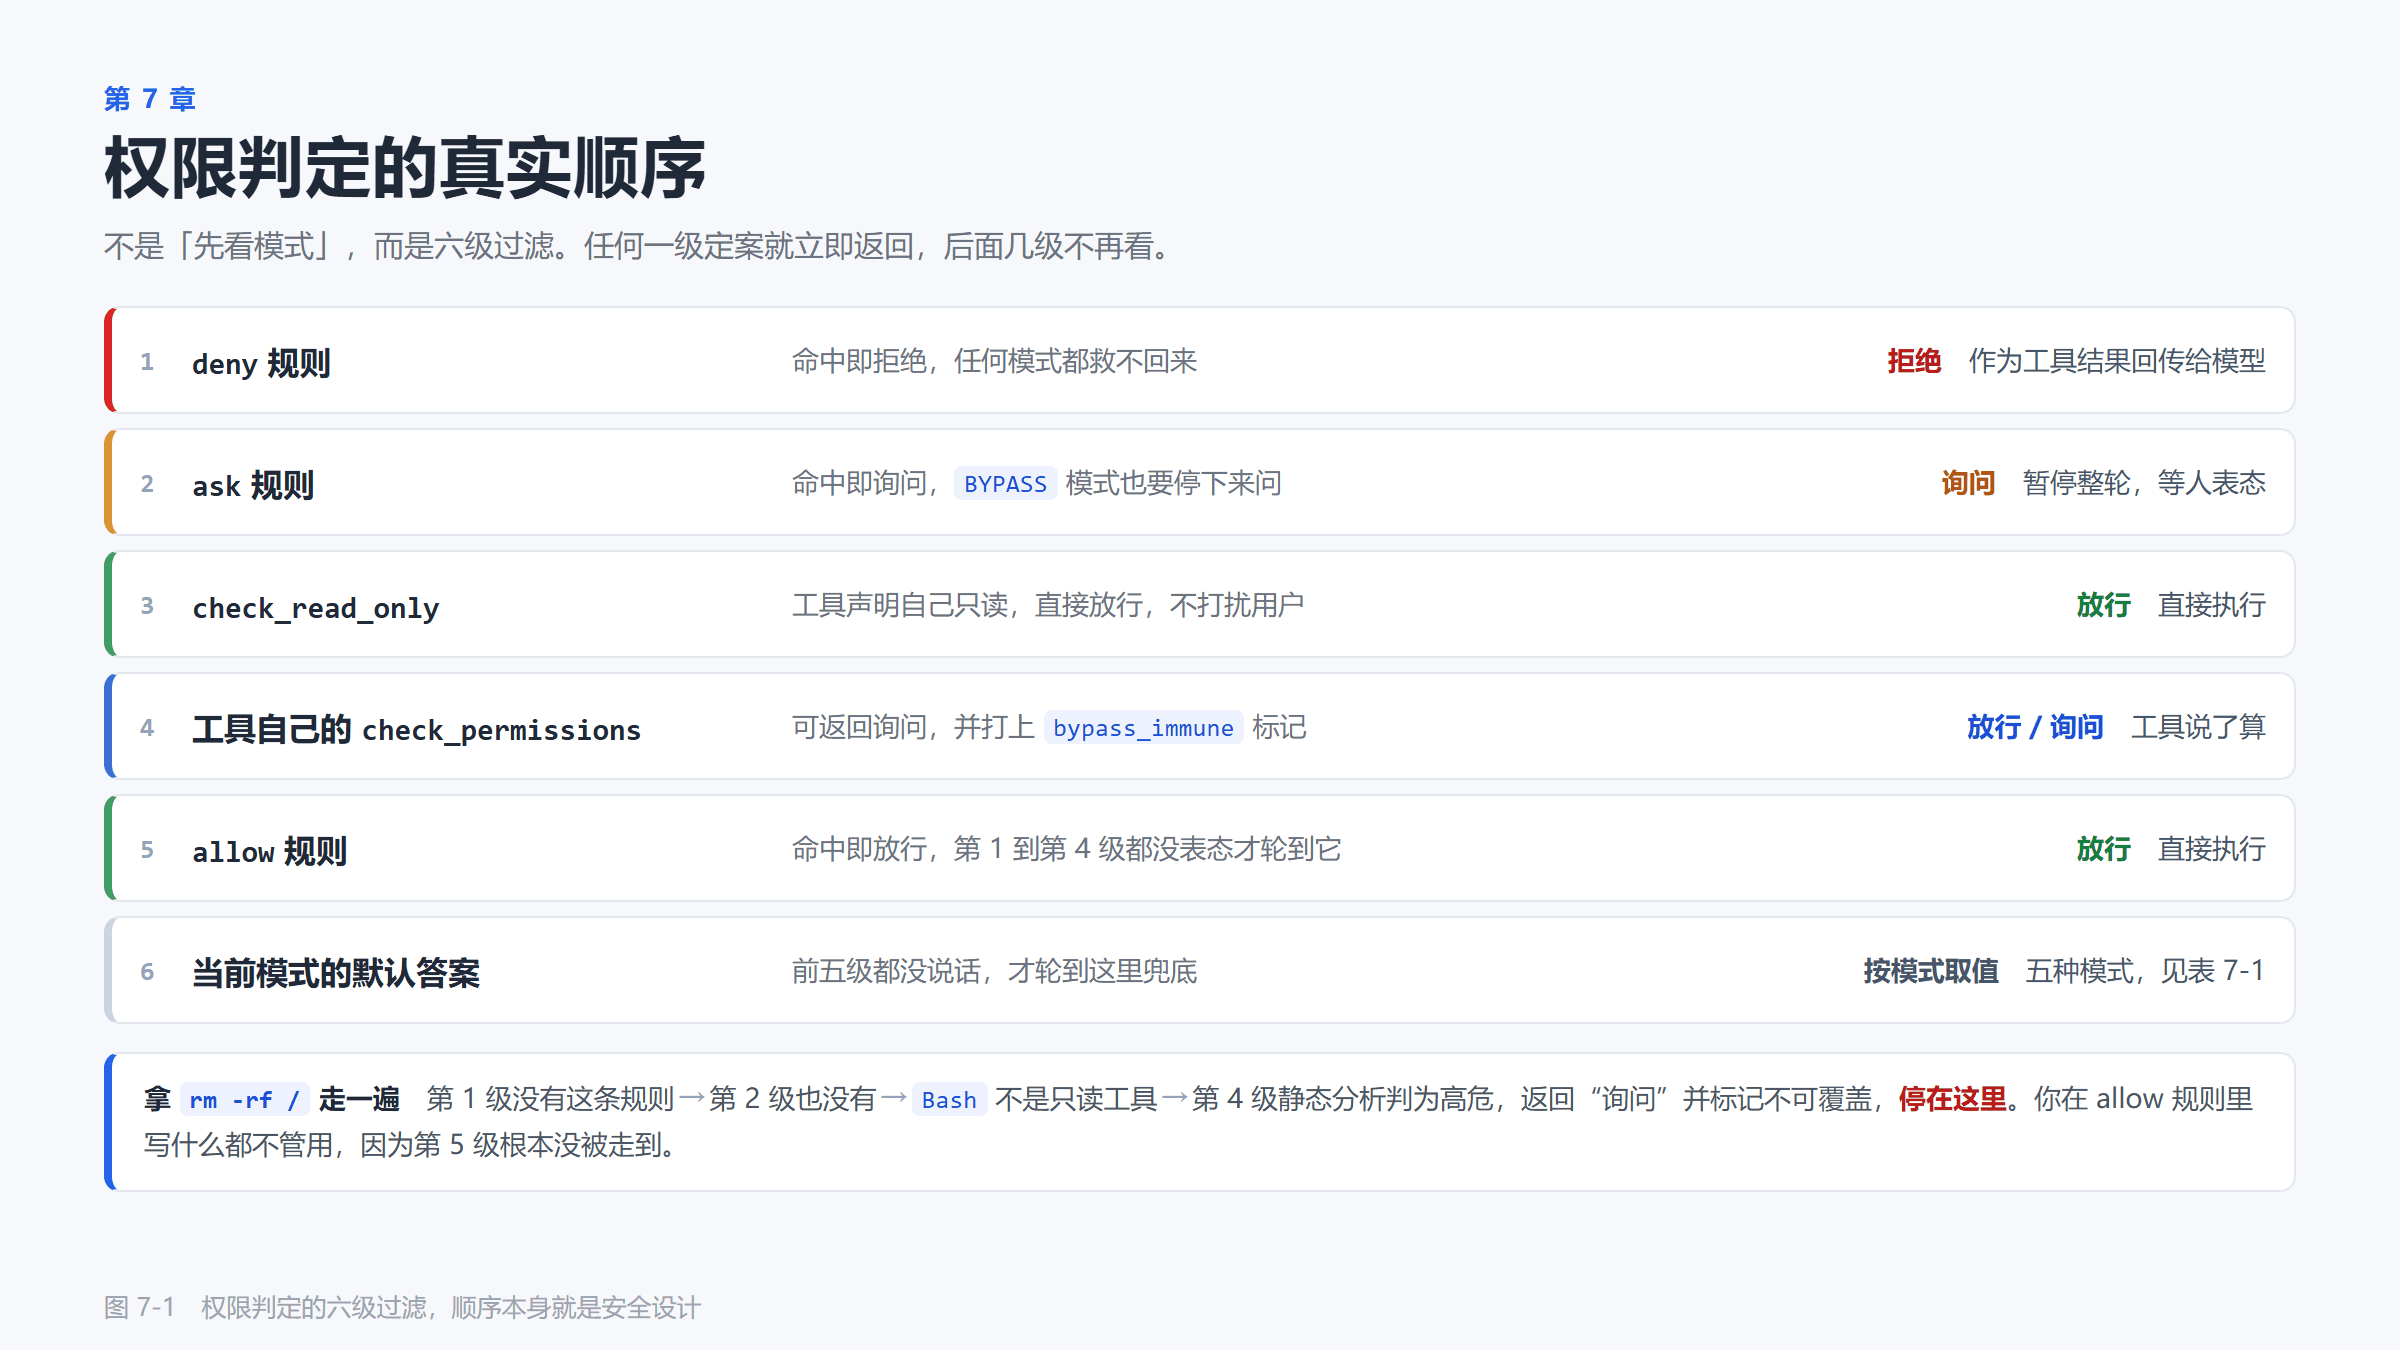 第 7 章
权限判定的真实顺序
不是「先看模式」，而是六级过滤。任何一级定案就立即返回，后面几级不再看。
1 deny 规则 命中即拒绝，任何模式都救不回来 拒绝 作为工具结果回传给模型
2 ask 规则 命中即询问，BYPASS 模式也要停下来问 询问 暂停整轮，等人表态
3 check_read_only 工具声明自己只读，直接放行，不打扰用户 放行 直接执行
4 工具自己的 check_permissions 可返回询问，并打上 bypass_immune 标记 放行 / 询问 工具说了算
5 allow 规则 命中即放行，第 1 到第 4 级都没表态才轮到它 放行 直接执行
6 当前模式的默认答案 前五级都没说话，才轮到这里兜底 按模式取值 五种模式，见表 7-1
拿 rm -rf / 走一遍 第 1 级没有这条规则→第 2 级也没有→Bash 不是只读工具→第 4 级静态分析判为高危，返回“询问”并标记不可覆盖，停在这里。你在 allow 规则里
写什么都不管用，因为第 5 级根本没被走到。
图 7-1 权限判定的六级过滤，顺序本身就是安全设计